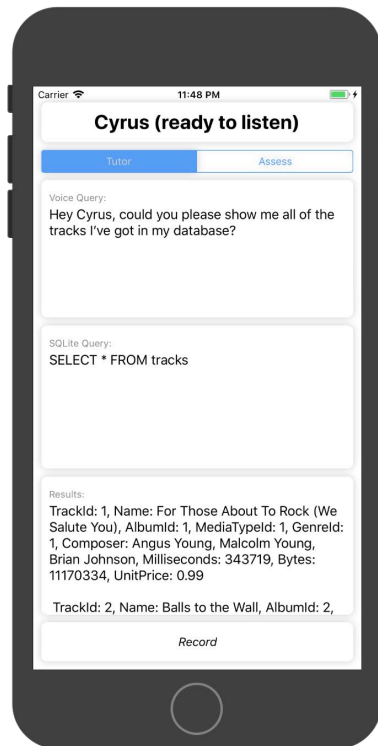 Carrier 11:48 PM
Cyrus (ready to listen)
Tutor Assess
Voice Query:
Hey Cyrus, could you please show me all of the
tracks I’ve got in my database?
SQLite Query:
SELECT * FROM tracks
Results:
TrackId: 1, Name: For Those About To Rock (We
Salute You), AlbumId: 1, MediaTypeId: 1, GenreId:
1, Composer: Angus Young, Malcolm Young,
Brian Johnson, Milliseconds: 343719, Bytes:
11170334, UnitPrice: 0.99
TrackId: 2, Name: Balls to the Wall, AlbumId: 2,
Record